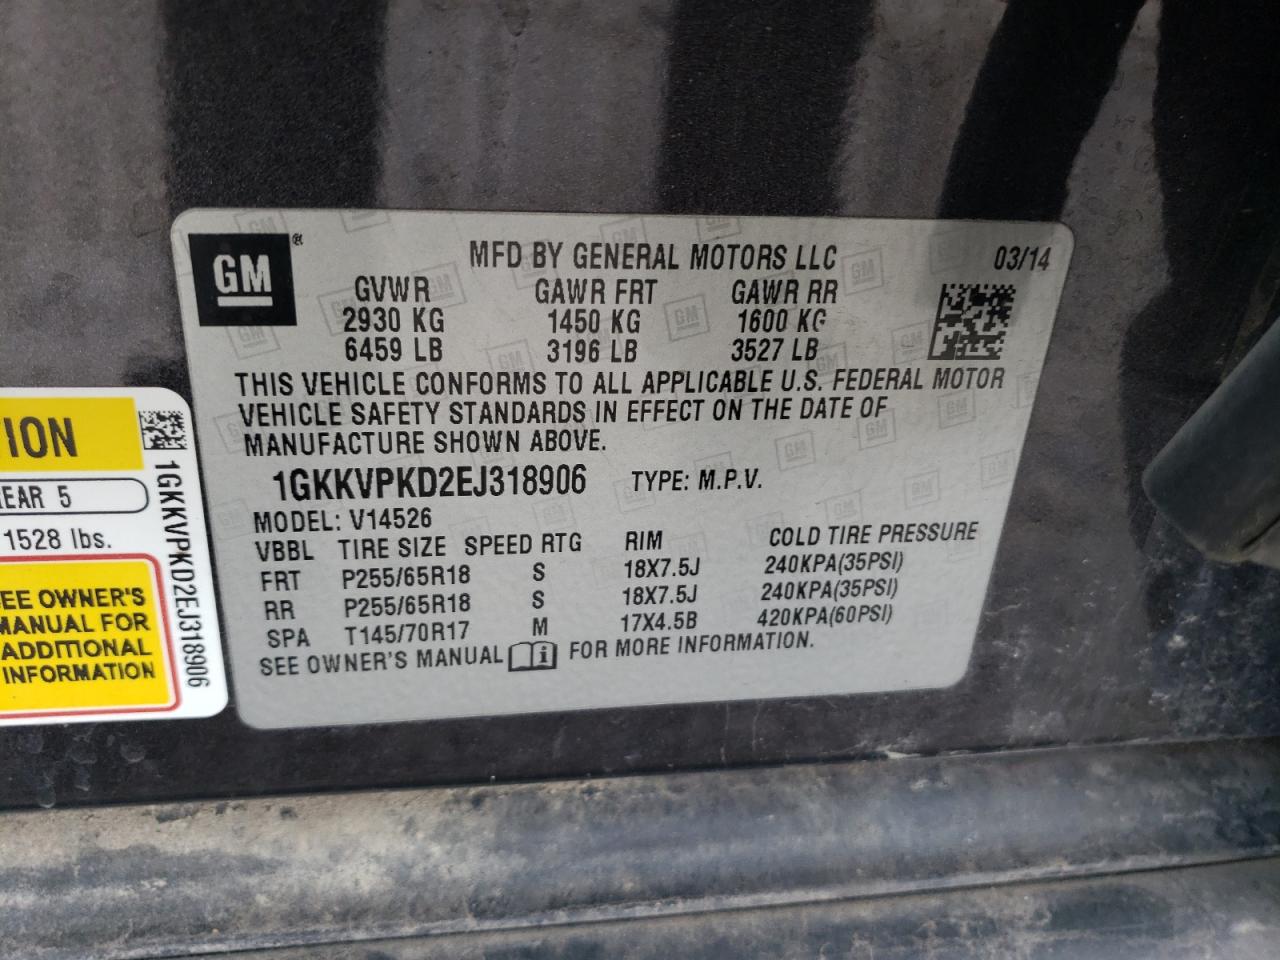 GM
®
MFD BY GENERAL MOTORS LLC 03/14
GVWR GAWR FRT GAWR RR
2930 KG 1450 KG 1600 KG
6459 LB 3196 LB 3527 LB
THIS VEHICLE CONFORMS TO ALL APPLICABLE U.S. FEDERAL MOTOR
VEHICLE SAFETY STANDARDS IN EFFECT ON THE DATE OF
MANUFACTURE SHOWN ABOVE.
1GKKVPKD2EJ318906 TYPE: M.P.V.
MODEL: V14526
VBBL TIRE SIZE SPEED RTG RIM COLD TIRE PRESSURE
FRT P255/65R18 S 18X7.5J 240KPA(35PSI)
RR P255/65R18 S 18X7.5J 240KPA(35PSI)
SPA T145/70R17 M 17X4.5B 420KPA(60PSI)
SEE OWNER'S MANUAL FOR MORE INFORMATION.
TION
REAR 5
1528 lbs.
SEE OWNER'S
MANUAL FOR
ADDITIONAL
INFORMATION
1GKKVPKD2EJ318906